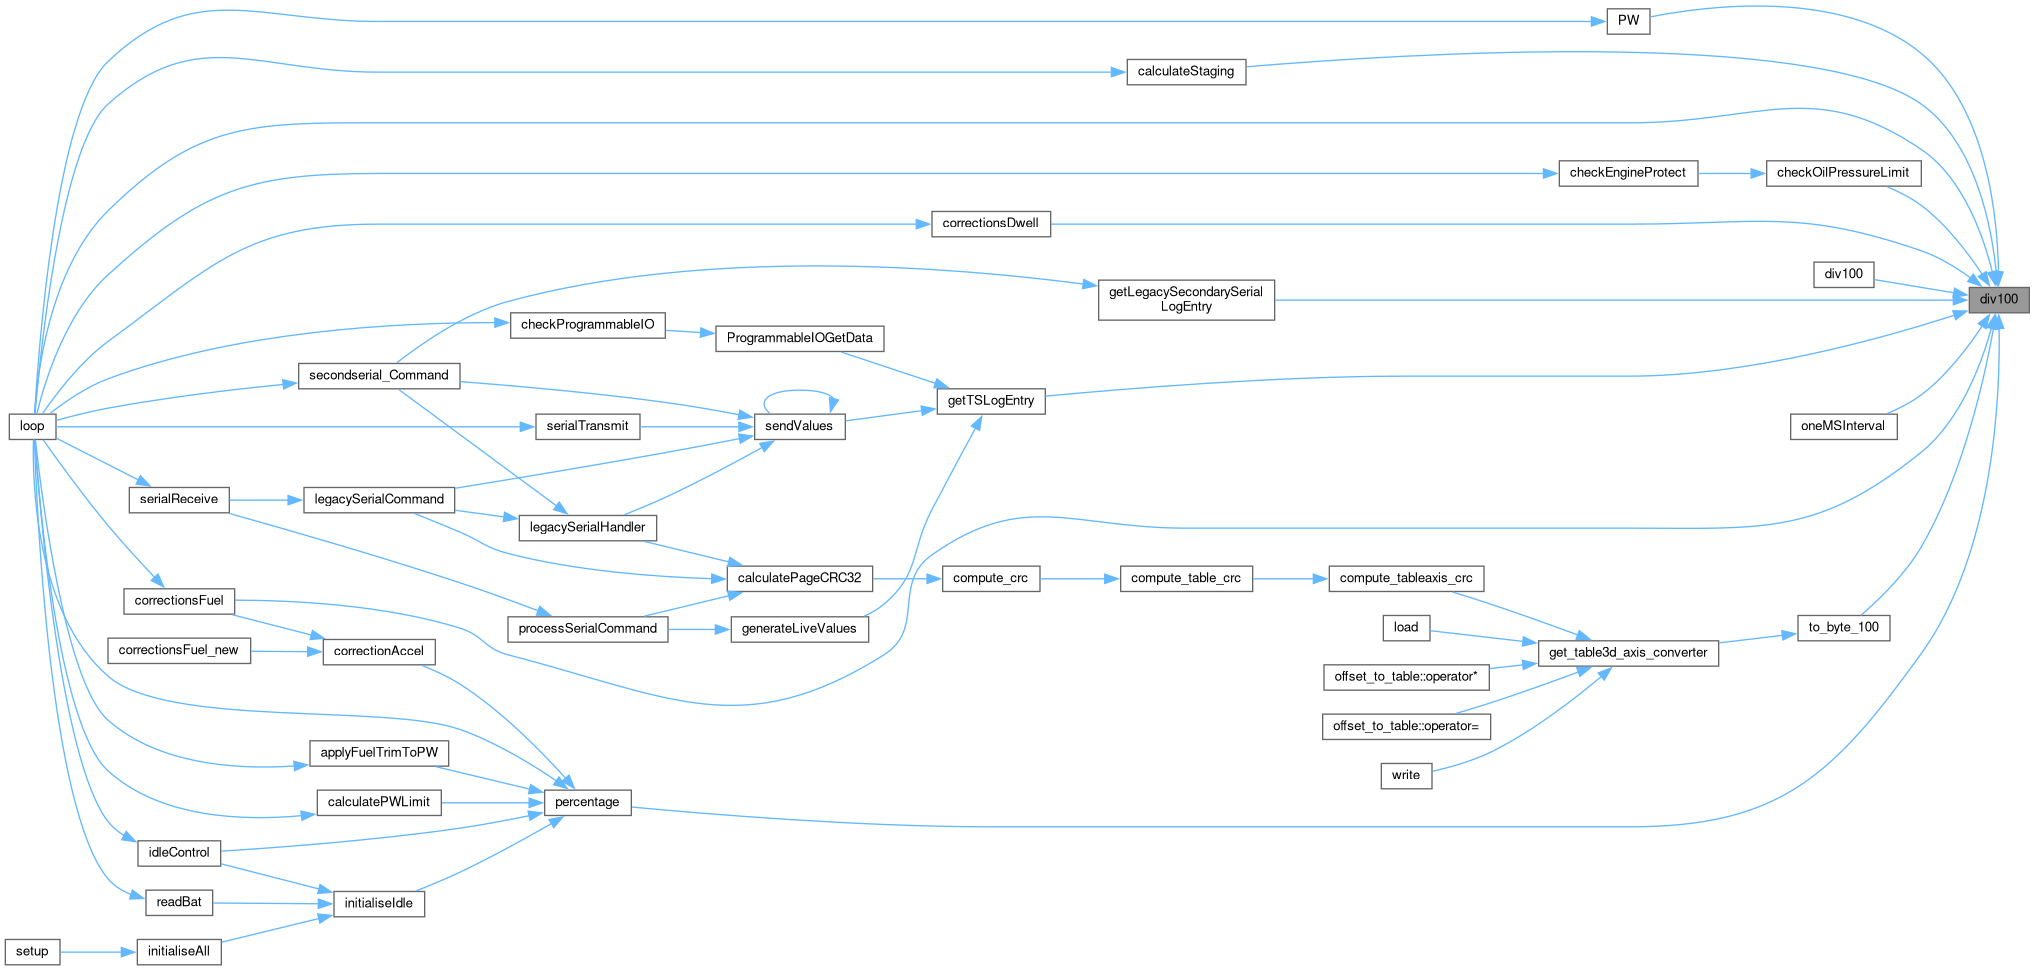 PW
calculateStaging
checkEngineProtect
checkOilPressureLimit
correctionsDwell
div100
getLegacySecondarySerial
LogEntry
div100
checkProgrammableIO
ProgrammableIOGetData
secondserial_Command
getTSLogEntry
loop
serialTransmit
sendValues
oneMSInterval
serialReceive
legacySerialCommand
legacySerialHandler
calculatePageCRC32
compute_crc
compute_table_crc
compute_tableaxis_crc
correctionsFuel
processSerialCommand
generateLiveValues
load
to_byte_100
correctionsFuel_new
correctionAccel
get_table3d_axis_converter
offset_to_table::operator*
offset_to_table::operator=
applyFuelTrimToPW
write
calculatePWLimit
percentage
idleControl
readBat
initialiseIdle
setup
initialiseAll